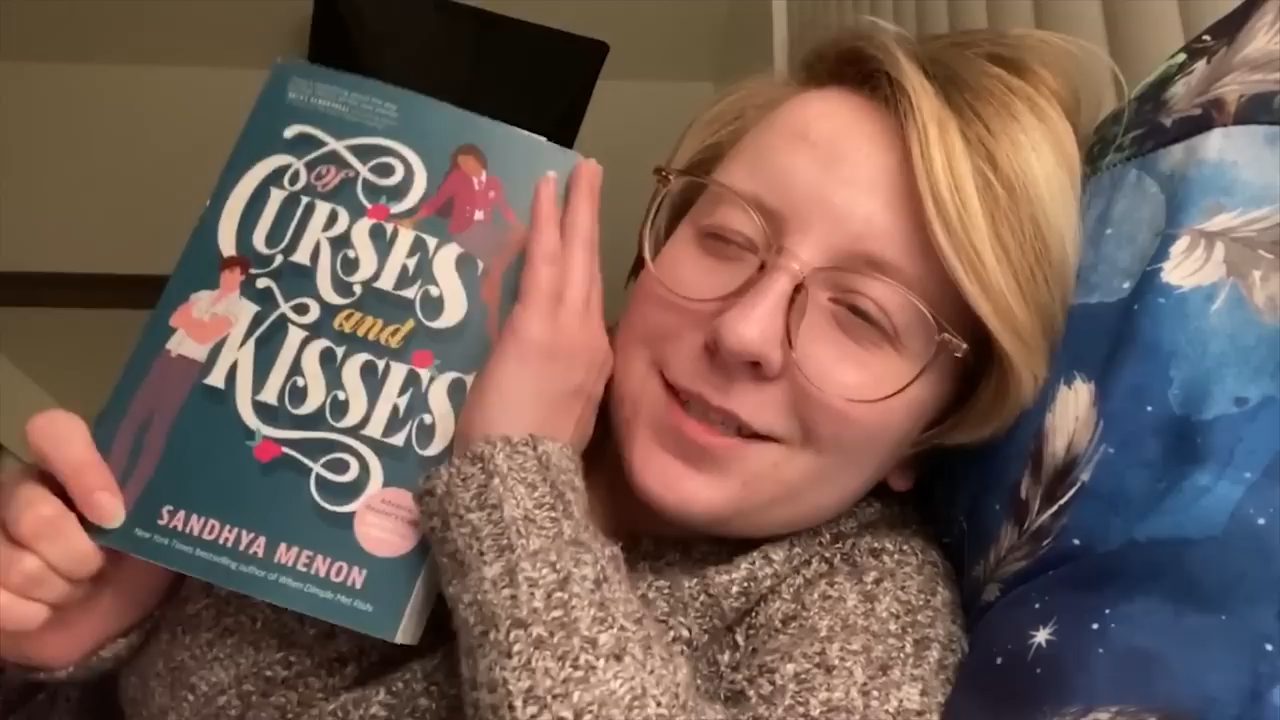 Of
CURSES
and
KISSES
SANDHYA MENON
New York Times bestselling author of When Dimple Met Rishi